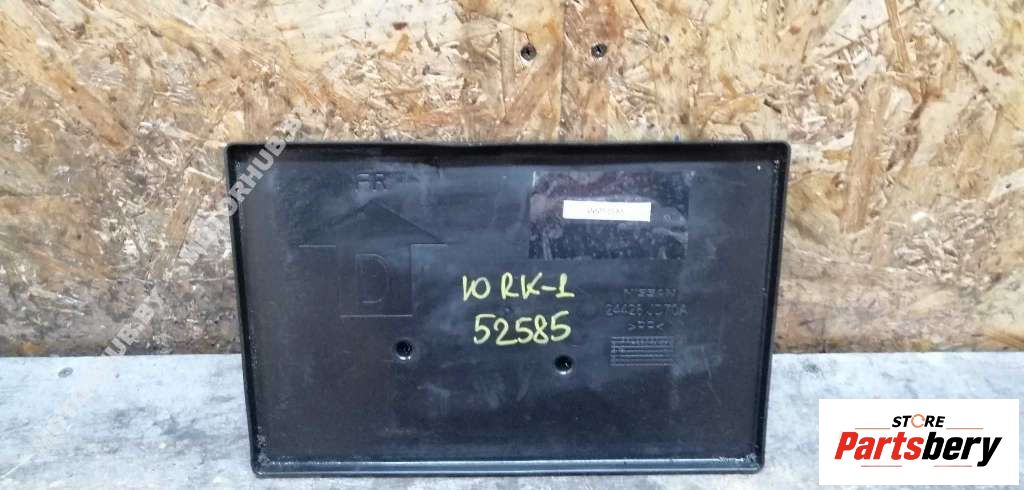 FR
D
10 RK-1
52585
NISSAN
24428 JD70A
>PP<
STORE
Partsbery